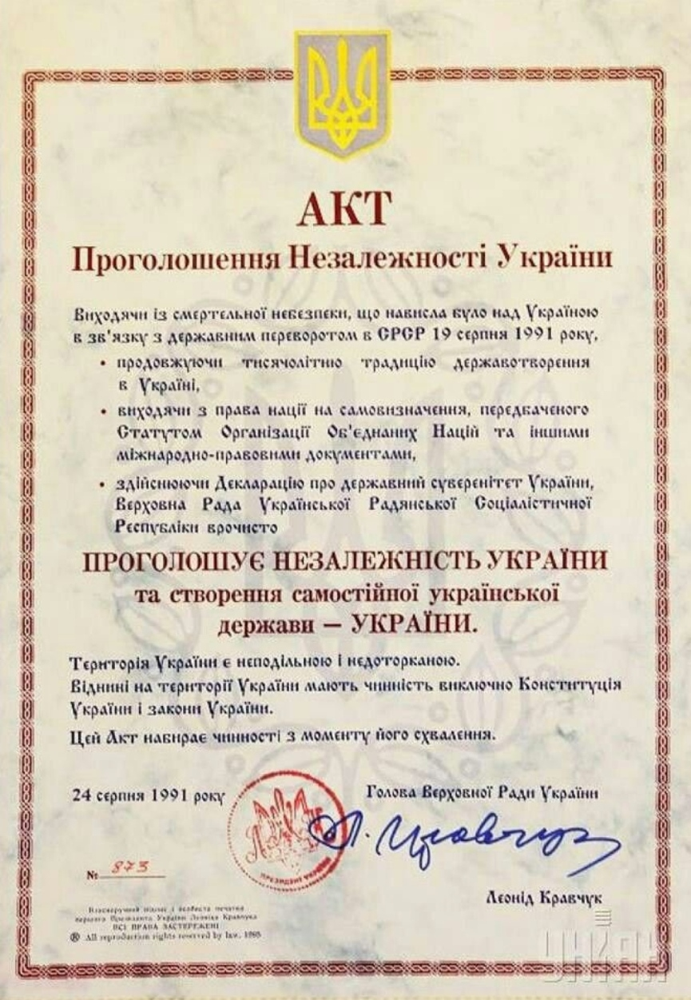 АКТ
Проголошення Незалежності України
Виходячи із смертельної небезпеки, що нависла було над Україною
в зв'язку з державним переворотом в СРСР 19 серпня 1991 року,
• продовжуючи тисячолітню традицію державотворення
в Україні,
• виходячи з права нації на самовизначення, передбаченого
Статутом Організації Об'єднаних Націй та іншими
міжнародно-правовими документами,
• здійснюючи Декларацію про державний суверенітет України,
Верховна Рада Української Радянської Соціалістичної
Республіки врочисто
ПРОГОЛОШУЄ НЕЗАЛЕЖНІСТЬ УКРАЇНИ
та створення самостійної української
держави — УКРАЇНИ.
Територія України є неподільною і недоторканою.
Віднині на території України мають чинність виключно Конституція
України і закони України.
Цей Акт набирає чинності з моменту його схвалення.
24 серпня 1991 року
Голова Верховної Ради України
Л. Кравчук
ПРЕЗИДЕНТ УКРАЇНИ
№ 873
Леонід Кравчук
Власноручний підпис і особиста печатка
першого Президента України Леоніда Кравчука
ВСІ ПРАВА ЗАСТЕРЕЖЕНІ
® All reproduction rights reserved by law.
УНІАН